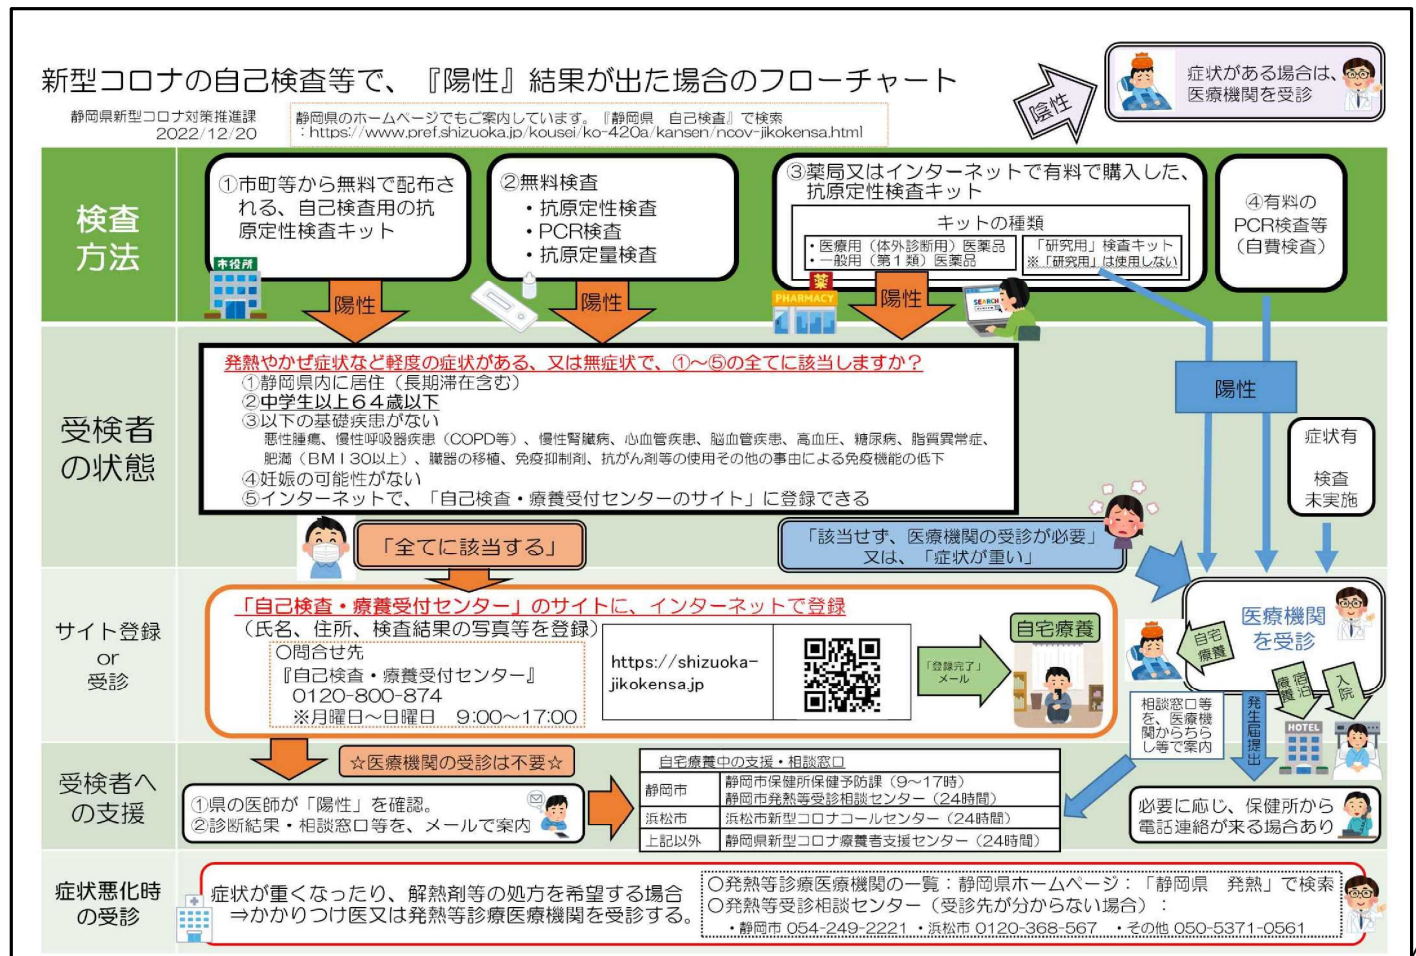 新型コロナの自己検査等で、『陽性』結果が出た場合のフローチャート
静岡県新型コロナ対策推進課
2022/12/20
静岡県のホームページでもご案内しています。『静岡県　自己検査』で検索
：https://www.pref.shizuoka.jp/kousei/ko-420a/kansen/ncov-jikokensa.html
陰性
症状がある場合は、
医療機関を受診
検査
方法
①市町等から無料で配布さ
れる、自己検査用の抗
原定性検査キット
市役所
陽性
②無料検査
・抗原定性検査
・PCR検査
・抗原定量検査
陽性
③薬局又はインターネットで有料で購入した、
抗原定性検査キット
キットの種類
・医療用（体外診断用）医薬品
・一般用（第１類）医薬品
「研究用」検査キット
※「研究用」は使用しない
薬
PHARMACY
陽性
SEARCH
④有料の
PCR検査等
（自費検査）
陽性
受検者
の状態
発熱やかぜ症状など軽度の症状がある、又は無症状で、①～⑤の全てに該当しますか？
①静岡県内に居住（長期滞在含む）
②中学生以上６４歳以下
③以下の基礎疾患がない
悪性腫瘍、慢性呼吸器疾患（COPD等）、慢性腎臓病、心血管疾患、脳血管疾患、高血圧、糖尿病、脂質異常症、
肥満（ＢＭＩ30以上）、臓器の移植、免疫抑制剤、抗がん剤等の使用その他の事由による免疫機能の低下
④妊娠の可能性がない
⑤インターネットで、「自己検査・療養受付センターのサイト」に登録できる
症状有
検査
未実施
「全てに該当する」
「該当せず、医療機関の受診が必要」
又は、「症状が重い」
サイト登録
or
受診
「自己検査・療養受付センター」のサイトに、インターネットで登録
（氏名、住所、検査結果の写真等を登録）
〇問合せ先
『自己検査・療養受付センター』
0120-800-874
※月曜日～日曜日　9:00～17:00
https://shizuoka-
jikokensa.jp
「登録完了」
メール
自宅療養
医療機関
を受診
自宅
療養
宿泊
療養
入院
HOTEL
相談窓口等
を、医療機
関からちら
し等で案内
発生届提出
受検者へ
の支援
☆医療機関の受診は不要☆
①県の医師が「陽性」を確認。
②診断結果・相談窓口等を、メールで案内
自宅療養中の支援・相談窓口
静岡市
静岡市保健所保健予防課（9～17時）
静岡市発熱等受診相談センター（24時間）
浜松市
浜松市新型コロナコールセンター（24時間）
上記以外
静岡県新型コロナ療養者支援センター（24時間）
必要に応じ、保健所から
電話連絡が来る場合あり
症状悪化時
の受診
症状が重くなったり、解熱剤等の処方を希望する場合
⇒かかりつけ医又は発熱等診療医療機関を受診する。
〇発熱等診療医療機関の一覧：静岡県ホームページ：「静岡県　発熱」で検索
〇発熱等受診相談センター（受診先が分からない場合）：
・静岡市 054-249-2221 ・浜松市 0120-368-567　・その他 050-5371-0561